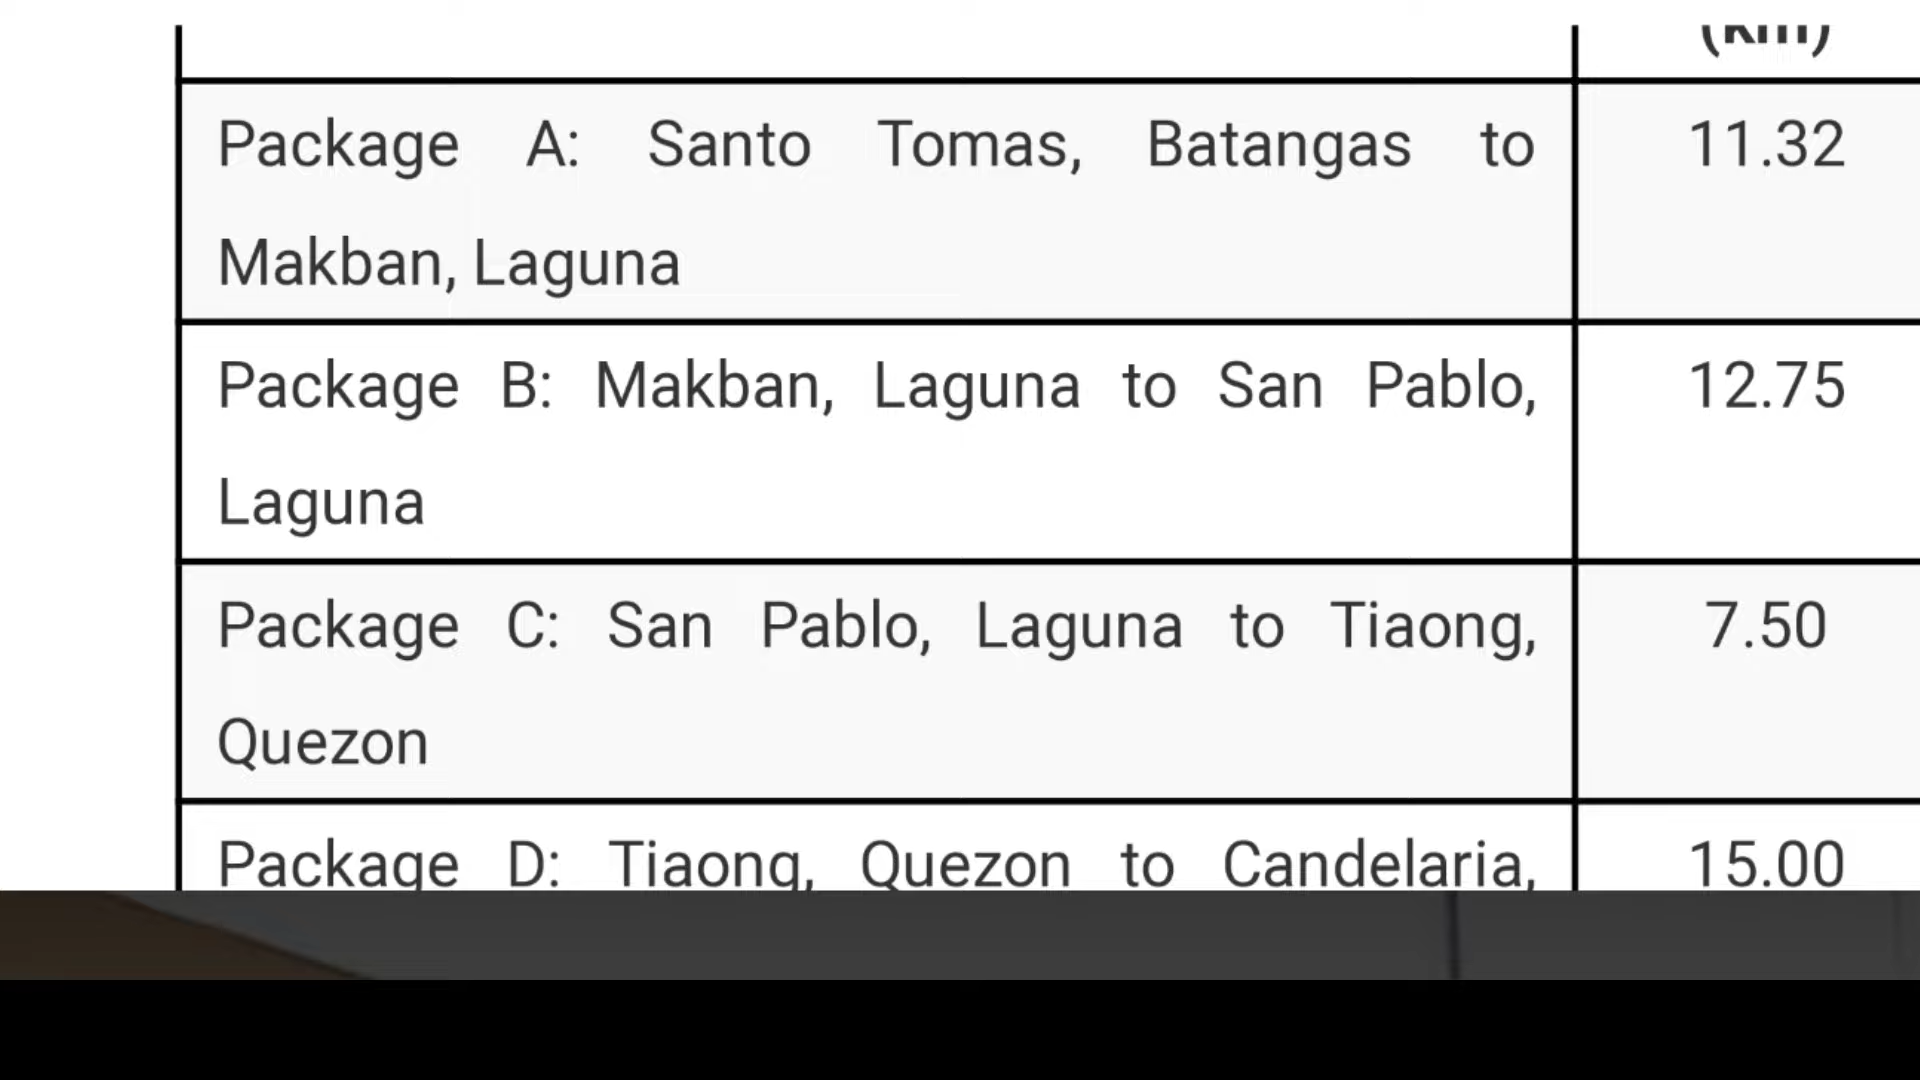 (km)
Package A: Santo Tomas, Batangas to
11.32
Makban, Laguna
Package B: Makban, Laguna to San Pablo,
12.75
Laguna
Package C: San Pablo, Laguna to Tiaong,
7.50
Quezon
Package D: Tiaong, Quezon to Candelaria,
15.00